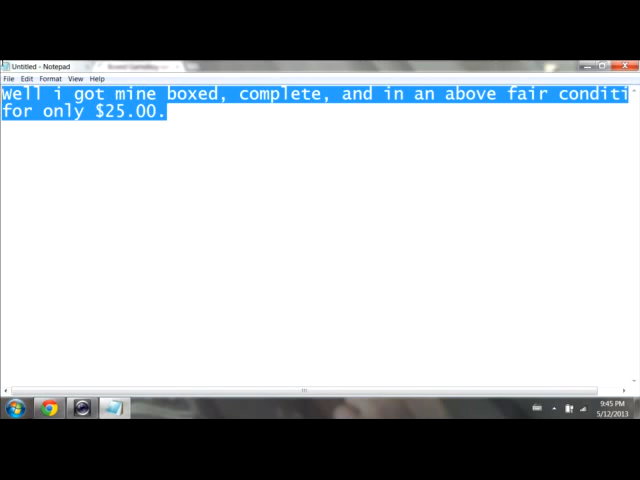 Untitled - Notepad
File Edit Format View Help
Well i got mine boxed, complete, and in an above fair conditi
for only $25.00.
9:45 PM
5/12/2013